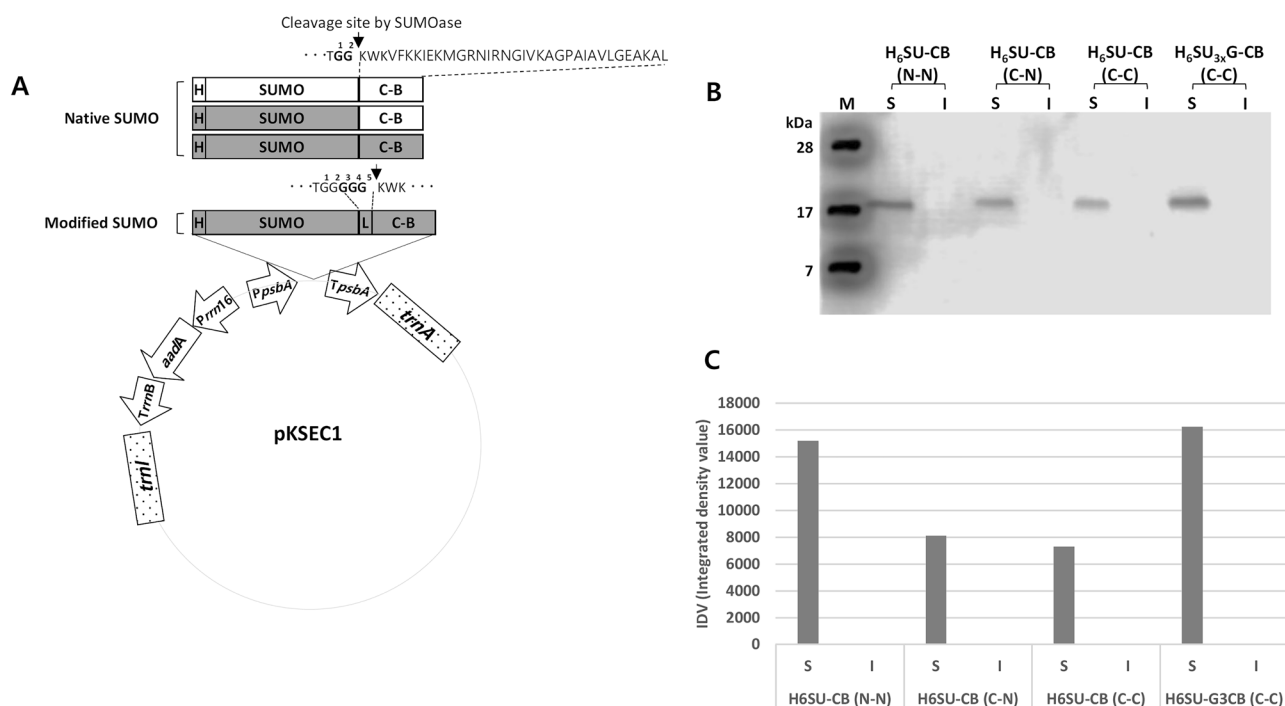 A
Cleavage site by SUMOase
1 2
· · · TGG KWKVFKKIEKMGRNIRNGIVKAGPAIAVLGEAKAL
Native SUMO
H SUMO C-B
H SUMO C-B
H SUMO C-B
1 2 3 4 5
· · · TGGGGG KWK · · ·
Modified SUMO
H SUMO L C-B
PpsbA
TpsbA
Prrn16
trnA
aadA
TrrnB
trnI
pKSEC1
B
H6SU-CB (N-N)
H6SU-CB (C-N)
H6SU-CB (C-C)
H6SU3xG-CB (C-C)
M S I S I S I S I
kDa
28
17
7
C
IDV (Integrated density value)
18000
16000
14000
12000
10000
8000
6000
4000
2000
0
S I S I S I S I
H6SU-CB (N-N) H6SU-CB (C-N) H6SU-CB (C-C) H6SU-G3CB (C-C)